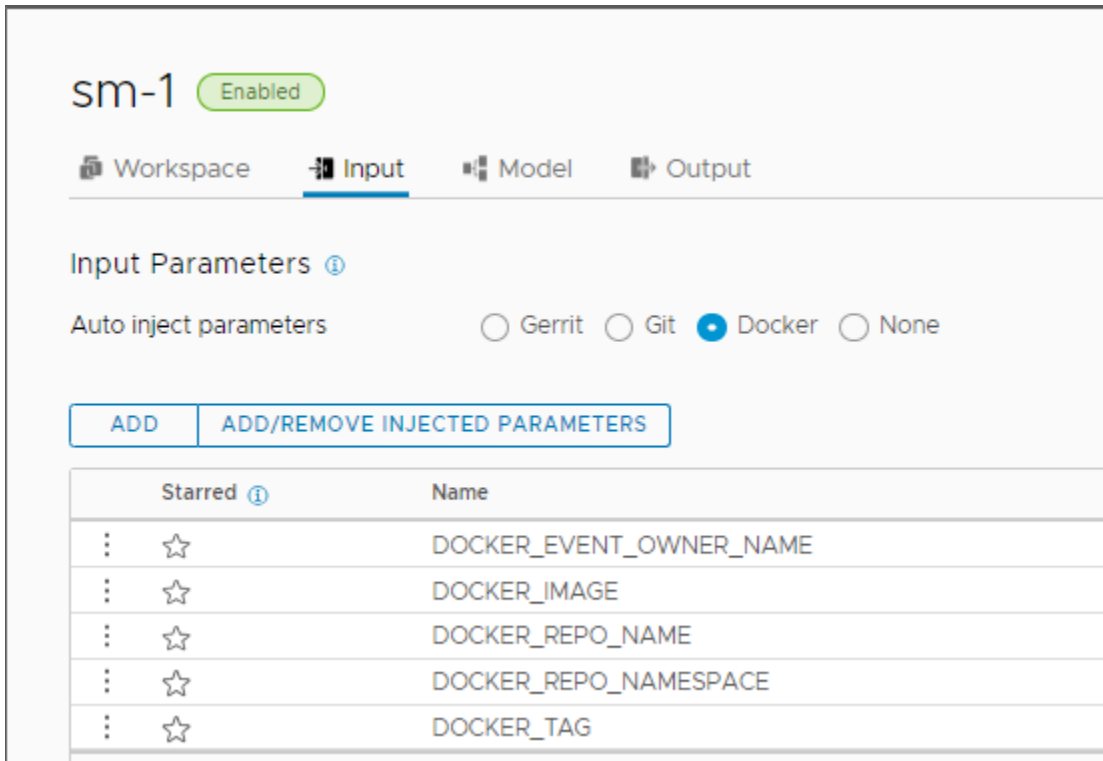 sm-1 Enabled
Workspace Input Model Output
Input Parameters
Auto inject parameters Gerrit Git Docker None
ADD ADD/REMOVE INJECTED PARAMETERS
Starred Name
DOCKER_EVENT_OWNER_NAME
DOCKER_IMAGE
DOCKER_REPO_NAME
DOCKER_REPO_NAMESPACE
DOCKER_TAG